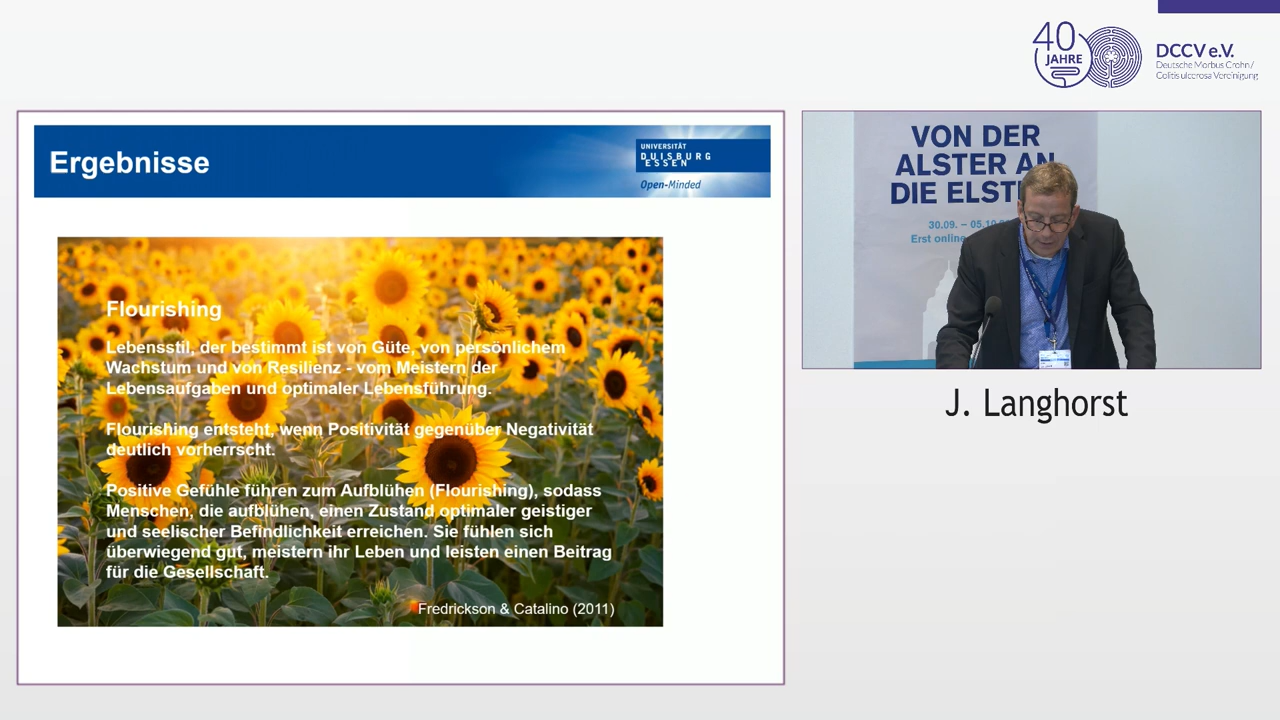 40
JAHRE
DCCV e.V.
Deutsche Morbus Crohn/
Colitis ulcerosa Vereinigung
Ergebnisse
UNIVERSITÄT
DUISBURG
ESSEN
Open-Minded
Flourishing
Lebensstil, der bestimmt ist von Güte, von persönlichem
Wachstum und von Resilienz - vom Meistern der
Lebensaufgaben und optimaler Lebensführung.
Flourishing entsteht, wenn Positivität gegenüber Negativität
deutlich vorherrscht.
Positive Gefühle führen zum Aufblühen (Flourishing), sodass
Menschen, die aufblühen, einen Zustand optimaler geistiger
und seelischer Befindlichkeit erreichen. Sie fühlen sich
überwiegend gut, meistern ihr Leben und leisten einen Beitrag
für die Gesellschaft.
Fredrickson & Catalino (2011)
VON DER
ALSTER AN
DIE ELST
30.09. – 05.10
Erst online
J. Langhorst